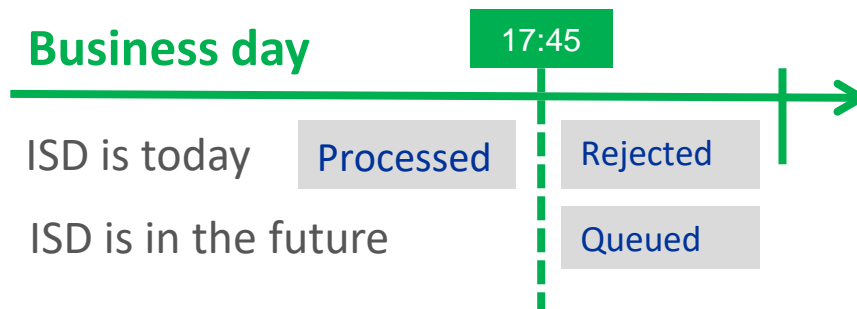 Business day
17:45
ISD is today
Processed
Rejected
ISD is in the future
Queued